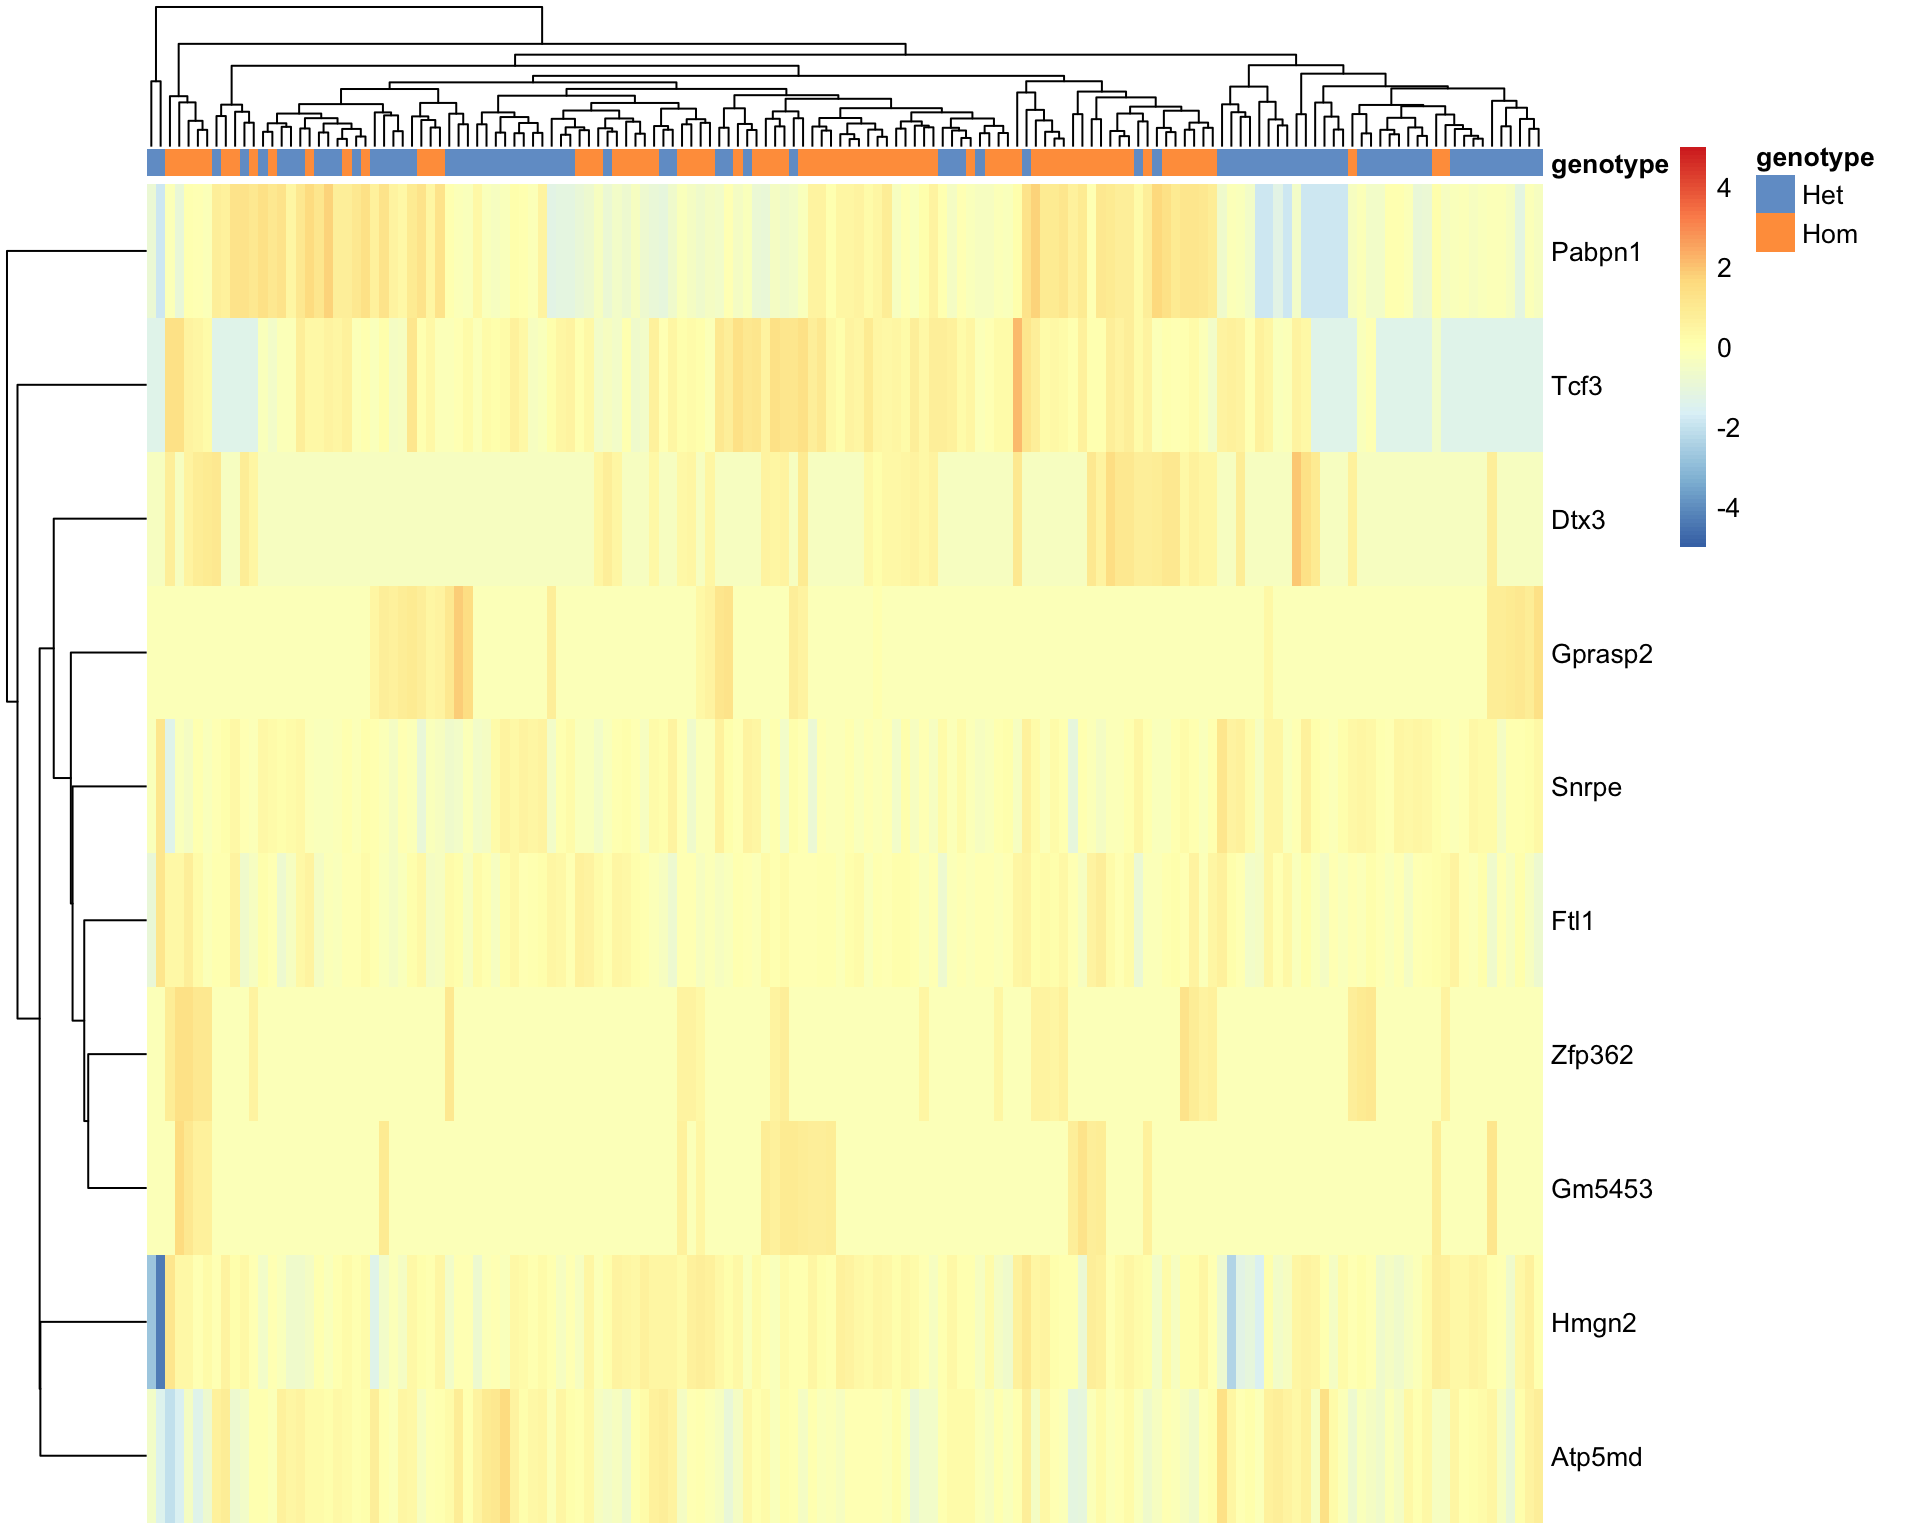 genotype
4
2
0
-2
-4
genotype
Het
Hom
Pabpn1
Tcf3
Dtx3
Gprasp2
Snrpe
Ftl1
Zfp362
Gm5453
Hmgn2
Atp5md